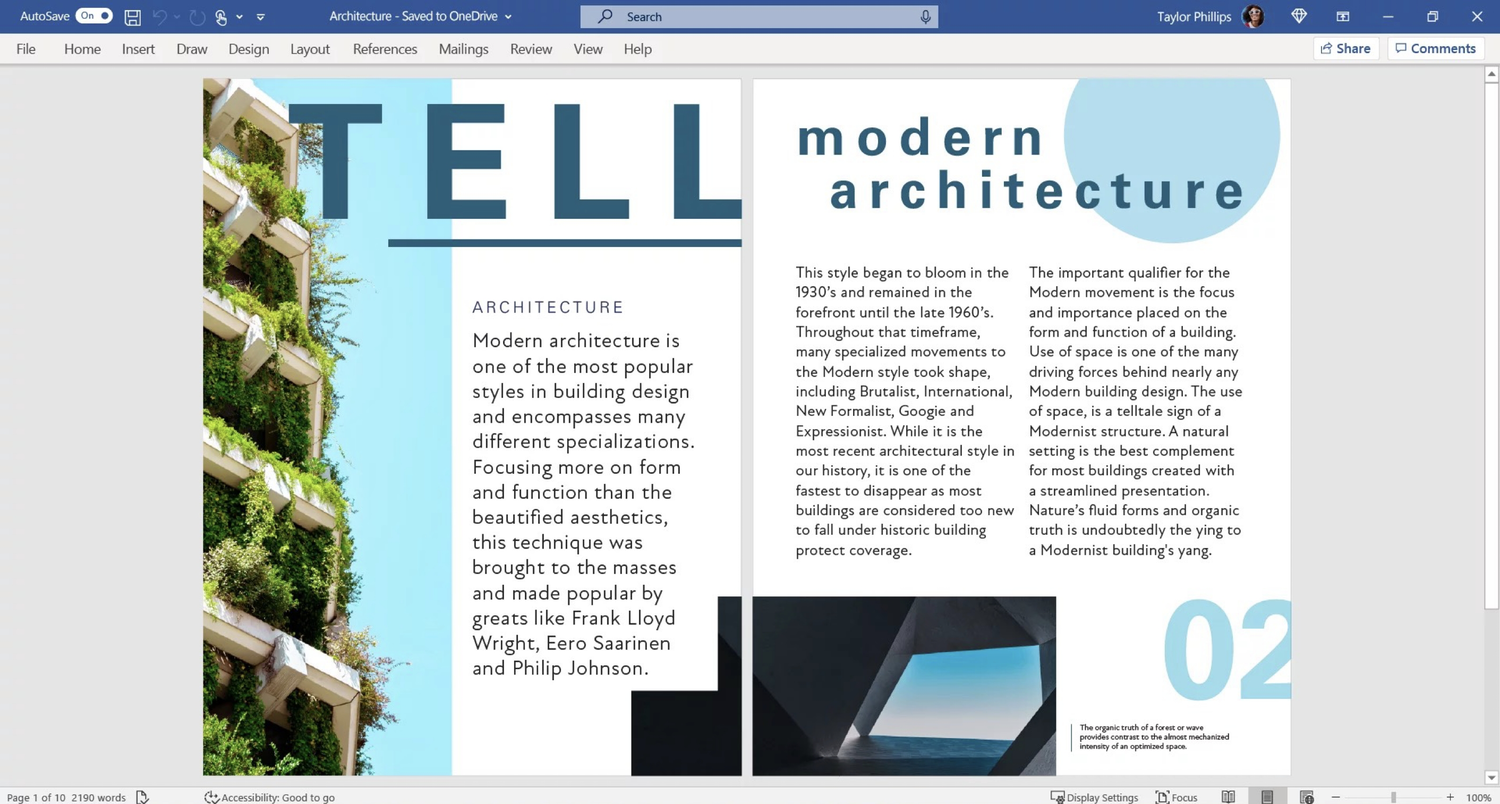 AutoSave On Architecture - Saved to OneDrive Search Taylor Phillips
File Home Insert Draw Design Layout References Mailings Review View Help Share Comments
TELL
ARCHITECTURE
Modern architecture is
one of the most popular
styles in building design
and encompasses many
different specializations.
Focusing more on form
and function than the
beautified aesthetics,
this technique was
brought to the masses
and made popular by
greats like Frank Lloyd
Wright, Eero Saarinen
and Philip Johnson.
modern
architecture
This style began to bloom in the
1930's and remained in the
forefront until the late 1960's.
Throughout that timeframe,
many specialized movements to
the Modern style took shape,
including Brutalist, International,
New Formalist, Googie and
Expressionist. While it is the
most recent architectural style in
our history, it is one of the
fastest to disappear as most
buildings are considered too new
to fall under historic building
protect coverage.
The important qualifier for the
Modern movement is the focus
and importance placed on the
form and function of a building.
Use of space is one of the many
driving forces behind nearly any
Modern building design. The use
of space, is a telltale sign of a
Modernist structure. A natural
setting is the best complement
for most buildings created with
a streamlined presentation.
Nature's fluid forms and organic
truth is undoubtedly the ying to
a Modernist building's yang.
02
The organic truth of a forest or wave
provides contrast to the almost mechanized
intensity of an optimized space.
Page 1 of 10 2190 words Accessibility: Good to go Display Settings Focus 100%